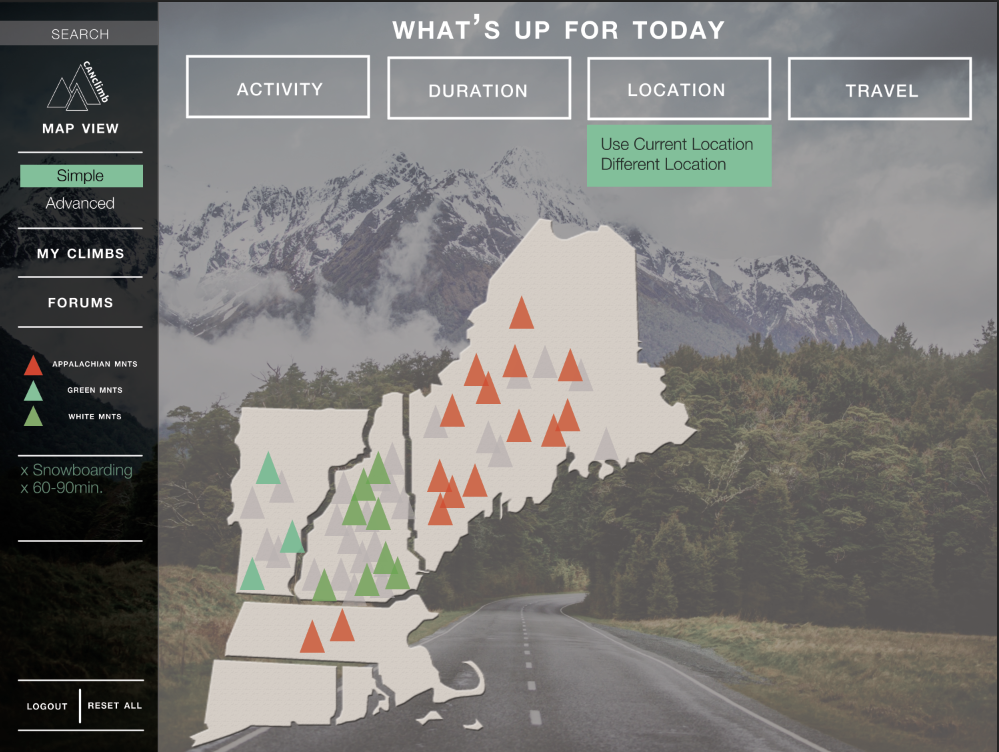 SEARCH
CANclimb
MAP VIEW
Simple
Advanced
MY CLIMBS
FORUMS
APPALACHIAN MNTS
GREEN MNTS
WHITE MNTS
x Snowboarding
x 60-90min.
LOGOUT
RESET ALL
WHAT'S UP FOR TODAY
ACTIVITY
DURATION
LOCATION
TRAVEL
Use Current Location
Different Location